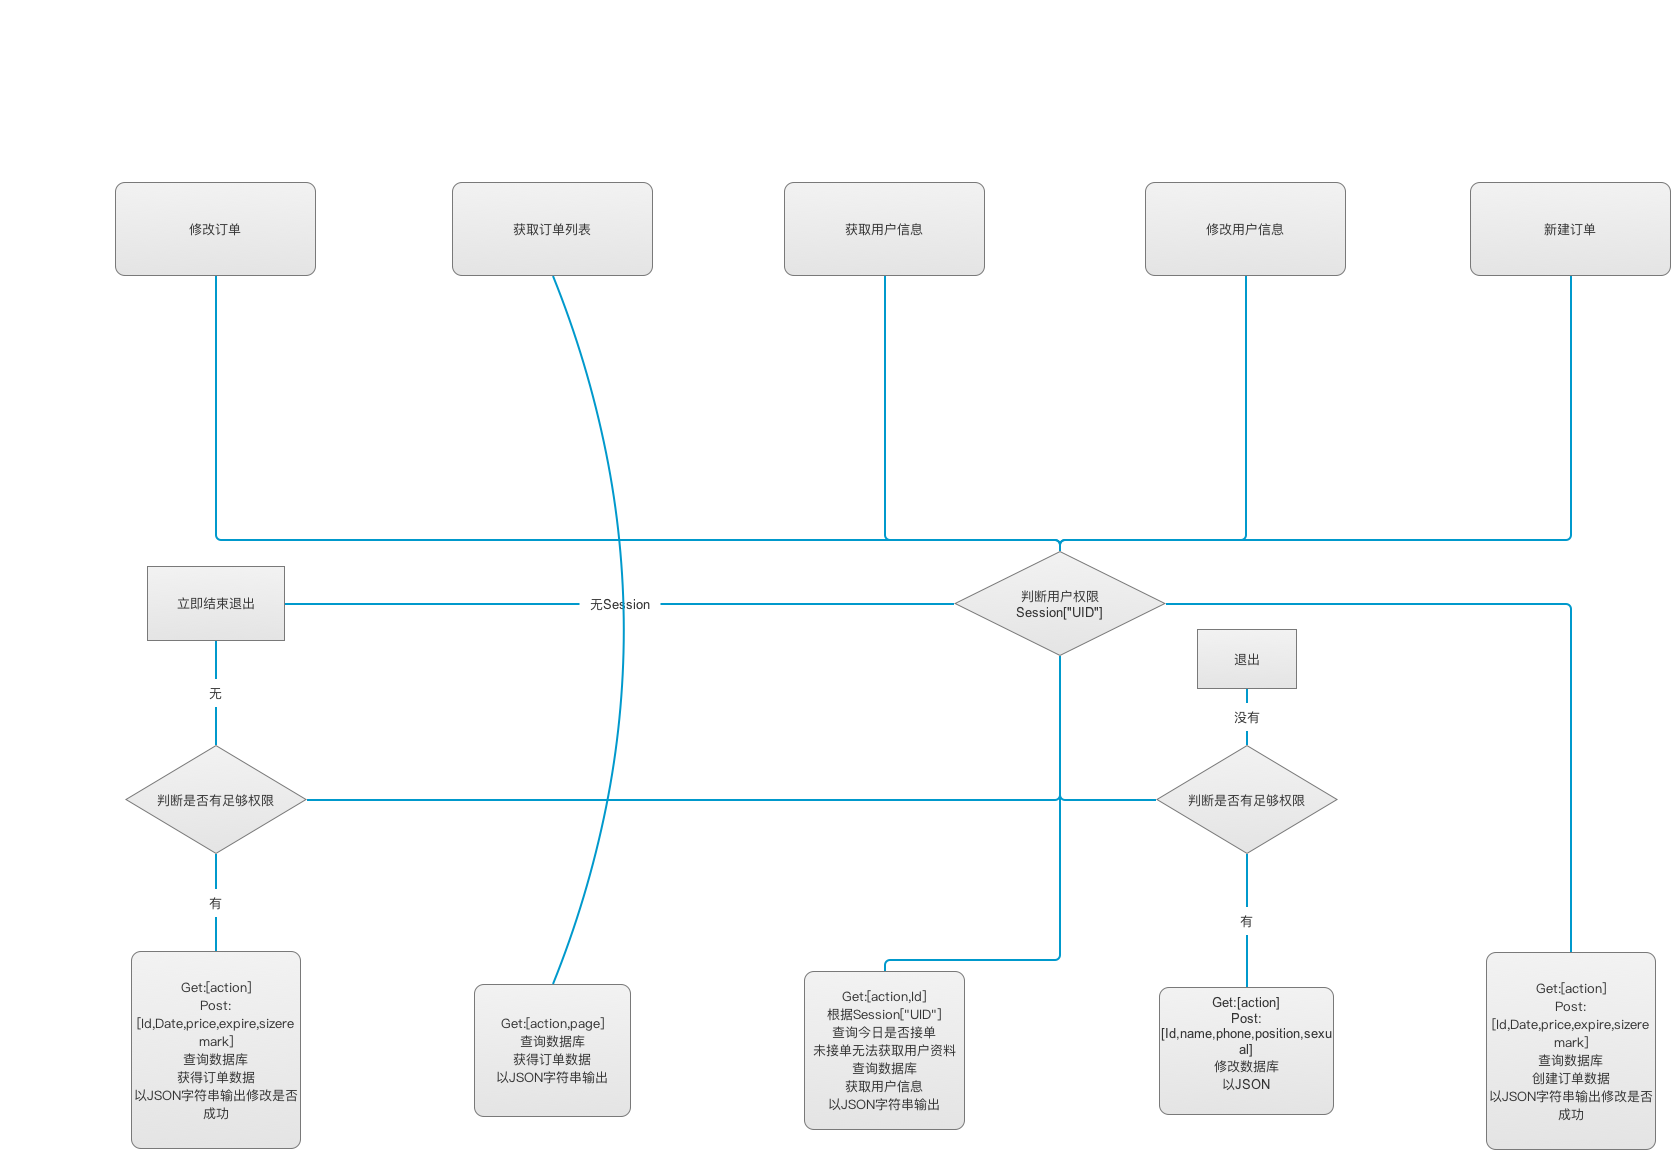 修改订单
获取订单列表
获取用户信息
修改用户信息
新建订单
立即结束退出
无Session
判断用户权限
Session["UID"]
退出
无
没有
判断是否有足够权限
判断是否有足够权限
有
有
Get:[action]
Post:
[Id,Date,price,expire,sizere
mark]
查询数据库
获得订单数据
以JSON字符串输出修改是否
成功
Get:[action,page]
查询数据库
获得订单数据
以JSON字符串输出
Get:[action,Id]
根据Session["UID"]
查询今日是否接单
未接单无法获取用户资料
查询数据库
获取用户信息
以JSON字符串输出
Get:[action]
Post:
[Id,name,phone,position,sexu
al]
修改数据库
以JSON
Get:[action]
Post:
[Id,Date,price,expire,sizere
mark]
查询数据库
创建订单数据
以JSON字符串输出修改是否
成功